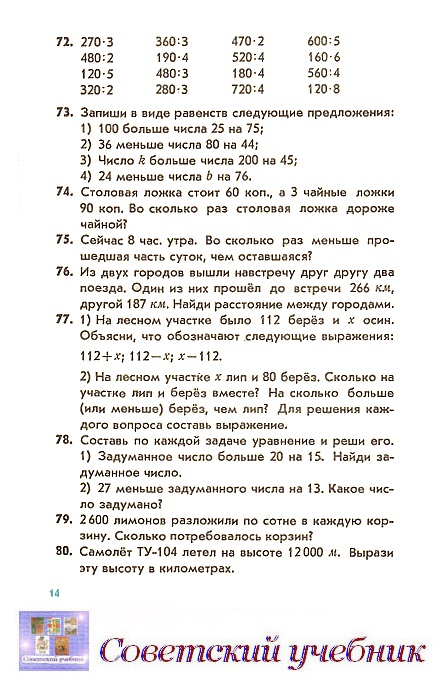 72. 270·3 360:3 470·2 600:5
480:2 190·4 520:4 160·6
120·5 480:3 180·4 560:4
320:2 280·3 720:4 120·8
73. Запиши в виде равенств следующие предложения:
1) 100 больше числа 25 на 75;
2) 36 меньше числа 80 на 44;
3) Число k больше числа 200 на 45;
4) 24 меньше числа b на 76.
74. Столовая ложка стоит 60 коп., а 3 чайные ложки
90 коп. Во сколько раз столовая ложка дороже
чайной?
75. Сейчас 8 час. утра. Во сколько раз меньше про-
шедшая часть суток, чем оставшаяся?
76. Из двух городов вышли навстречу друг другу два
поезда. Один из них прошёл до встречи 266 км,
другой 187 км. Найди расстояние между городами.
77. 1) На лесном участке было 112 берёз и x осин.
Объясни, что обозначают следующие выражения:
112+x; 112−x; x−112.
2) На лесном участке x лип и 80 берёз. Сколько на
участке лип и берёз вместе? На сколько больше
(или меньше) берёз, чем лип? Для решения каж-
дого вопроса составь выражение.
78. Составь по каждой задаче уравнение и реши его.
1) Задуманное число больше 20 на 15. Найди за-
думанное число.
2) 27 меньше задуманного числа на 13. Какое чис-
ло задумано?
79. 2 600 лимонов разложили по сотне в каждую кор-
зину. Сколько потребовалось корзин?
80. Самолёт ТУ-104 летел на высоте 12 000 м. Вырази
эту высоту в километрах.
14
Советский учебник
Советский учебник